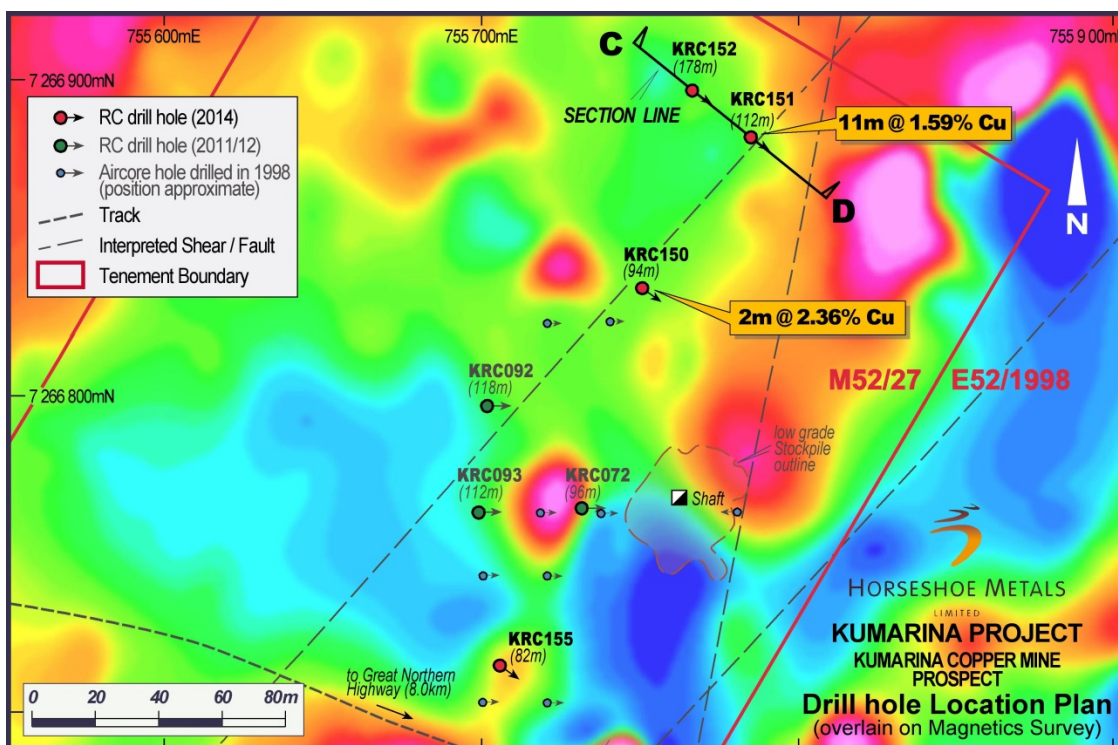 755 600mE
755 700mE
755 900mE
7 266 900mN
7 266 800mN
RC drill hole (2014)
RC drill hole (2011/12)
Aircore hole drilled in 1998
(position approximate)
Track
Interpreted Shear / Fault
Tenement Boundary
C
KRC152
(178m)
SECTION LINE
KRC151
(112m)
11m @ 1.59% Cu
D
N
KRC150
(94m)
2m @ 2.36% Cu
KRC092
(118m)
M52/27
E52/1998
low grade
Stockpile
outline
KRC093
(112m)
KRC072
(96m)
Shaft
KRC155
(82m)
to Great Northern
Highway (8.0km)
0 20 40 60 80m
HORSESHOE METALS
LIMITED
KUMARINA PROJECT
KUMARINA COPPER MINE
PROSPECT
Drill hole Location Plan
(overlain on Magnetics Survey)